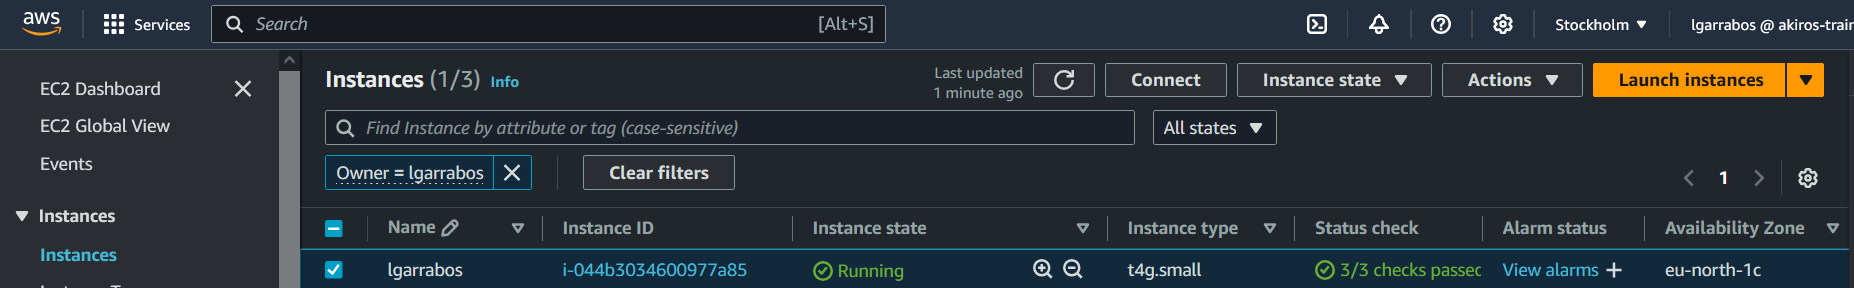 aws Services Search [Alt+S] Stockholm lgarrabos @ akiros-train
EC2 Dashboard
EC2 Global View
Events
Instances
Instances
Instances (1/3) Info
Last updated
1 minute ago
Connect Instance state Actions Launch instances
Find Instance by attribute or tag (case-sensitive) All states
Owner = lgarrabos Clear filters
1
Name Instance ID Instance state Instance type Status check Alarm status Availability Zone
lgarrabos i-044b3034600977a85 Running t4g.small 3/3 checks passed View alarms + eu-north-1c